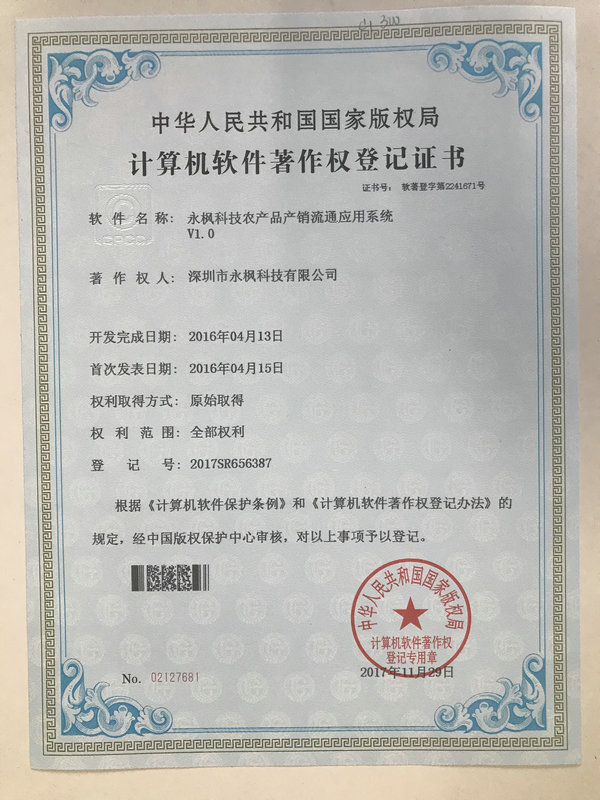 中华人民共和国国家版权局
计算机软件著作权登记证书
证书号: 软著登字第2241671号
软件名称: 永枫科技农产品产销流通应用系统
V1.0
著作权人: 深圳市永枫科技有限公司
开发完成日期: 2016年04月13日
首次发表日期: 2016年04月15日
权利取得方式: 原始取得
权利范围: 全部权利
登记号: 2017SR656387
根据《计算机软件保护条例》和《计算机软件著作权登记办法》的
规定，经中国版权保护中心审核，对以上事项予以登记。
中华人民共和国国家版权局
计算机软件著作权
登记专用章
No. 02127681
2017年11月29日